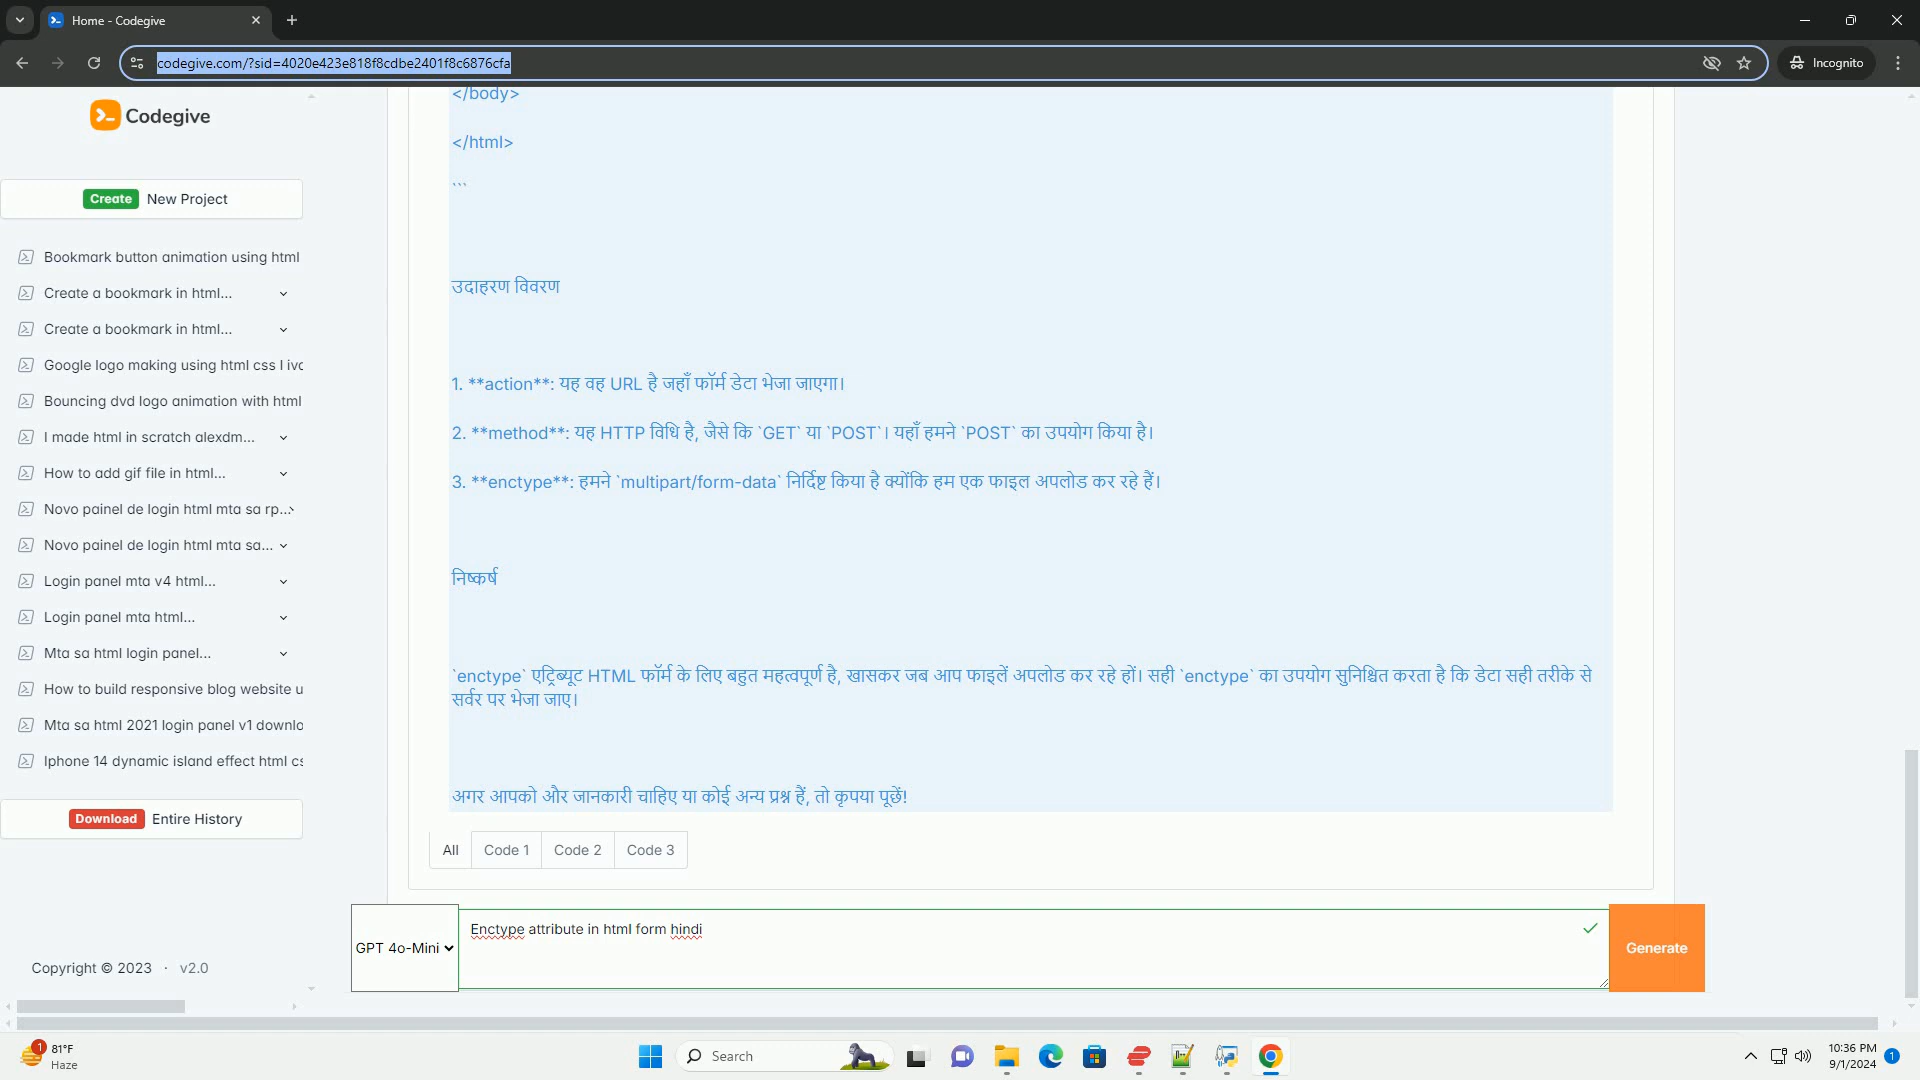 Home - Codegive
codegive.com/?sid=4020e423e818f8cdbe2401f8c6876cfa
Incognito
Codegive
Create New Project
Bookmark button animation using html
Create a bookmark in html...
Create a bookmark in html...
Google logo making using html css l ivc
Bouncing dvd logo animation with html
I made html in scratch alexdm...
How to add gif file in html...
Novo painel de login html mta sa rp...
Novo painel de login html mta sa...
Login panel mta v4 html...
Login panel mta html...
Mta sa html login panel...
How to build responsive blog website u
Mta sa html 2021 login panel v1 downlo
Iphone 14 dynamic island effect html cs
Download Entire History
Copyright © 2023 · v2.0
</body>
</html>
```
उदाहरण विवरण
1. **action**: यह वह URL है जहाँ फॉर्म डेटा भेजा जाएगा।
2. **method**: यह HTTP विधि है, जैसे कि `GET` या `POST`। यहाँ हमने `POST` का उपयोग किया है।
3. **enctype**: हमने `multipart/form-data` निर्दिष्ट किया है क्योंकि हम एक फाइल अपलोड कर रहे हैं।
निष्कर्ष
`enctype` एट्रिब्यूट HTML फॉर्म के लिए बहुत महत्वपूर्ण है, खासकर जब आप फाइलें अपलोड कर रहे हों। सही `enctype` का उपयोग सुनिश्चित करता है कि डेटा सही तरीके से
सर्वर पर भेजा जाए।
अगर आपको और जानकारी चाहिए या कोई अन्य प्रश्न हैं, तो कृपया पूछें!
All Code 1 Code 2 Code 3
GPT 4o-Mini
Enctype attribute in html form hindi
Generate
1
81°F
Haze
Search
10:36 PM
9/1/2024
1